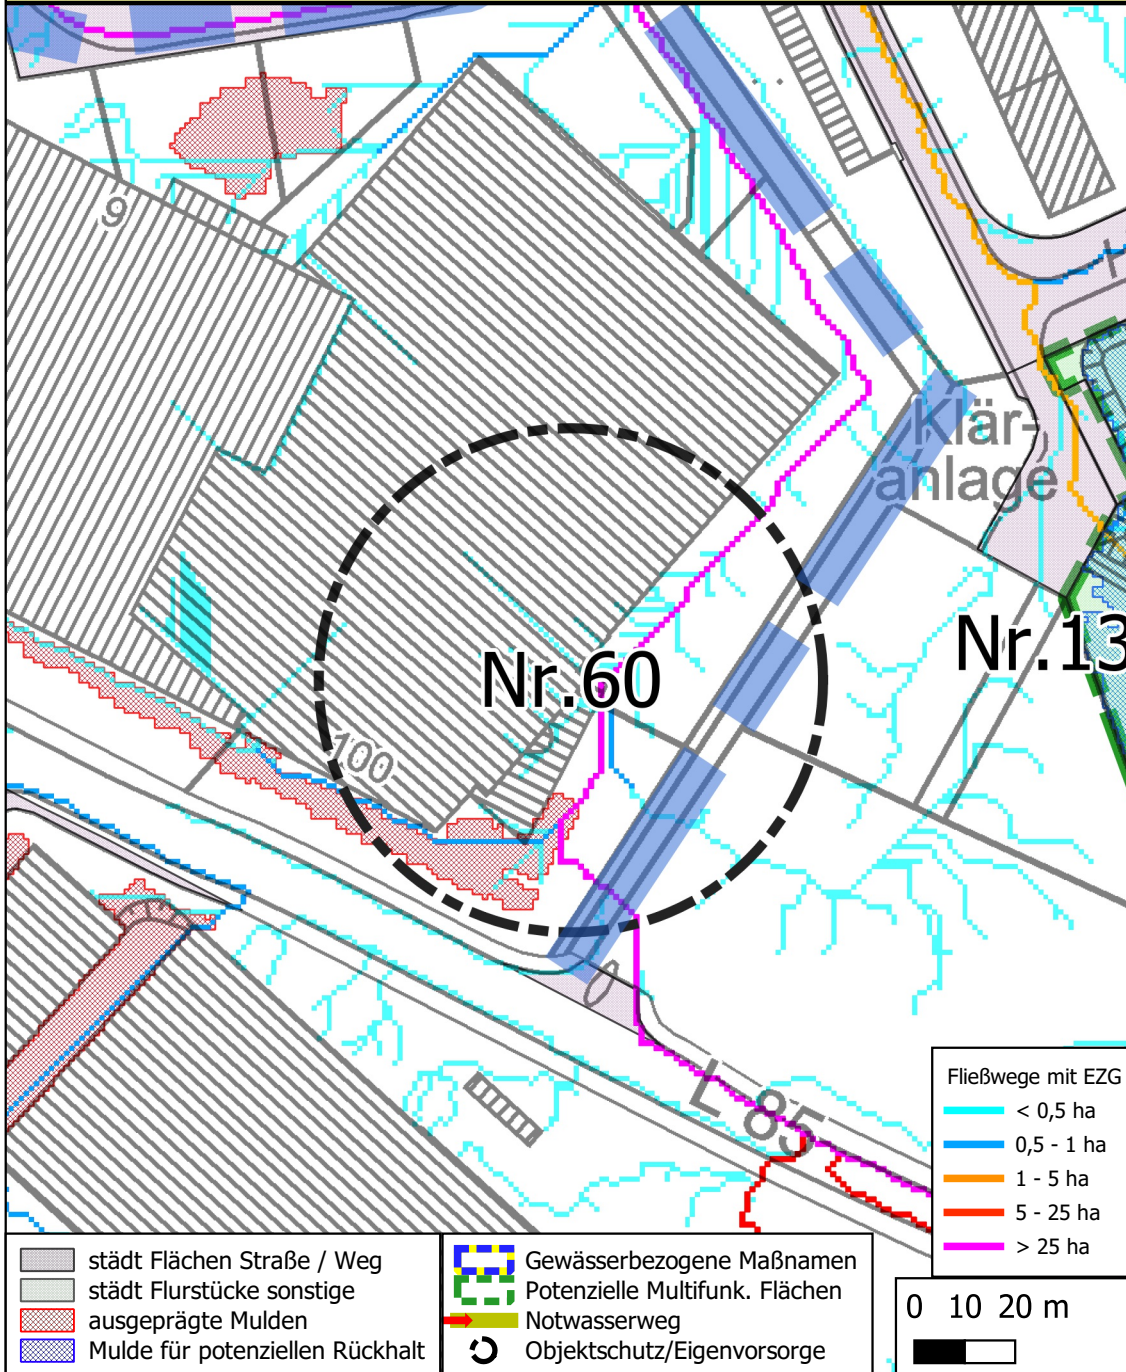 9
Klär-
anlage
Nr.13
Nr.60
100
L 85
Fließwege mit EZG
< 0,5 ha
0,5 - 1 ha
1 - 5 ha
5 - 25 ha
> 25 ha
städt Flächen Straße / Weg
städt Flurstücke sonstige
ausgeprägte Mulden
Mulde für potenziellen Rückhalt
Gewässerbezogene Maßnamen
Potenzielle Multifunk. Flächen
Notwasserweg
Objektschutz/Eigenvorsorge
0 10 20 m